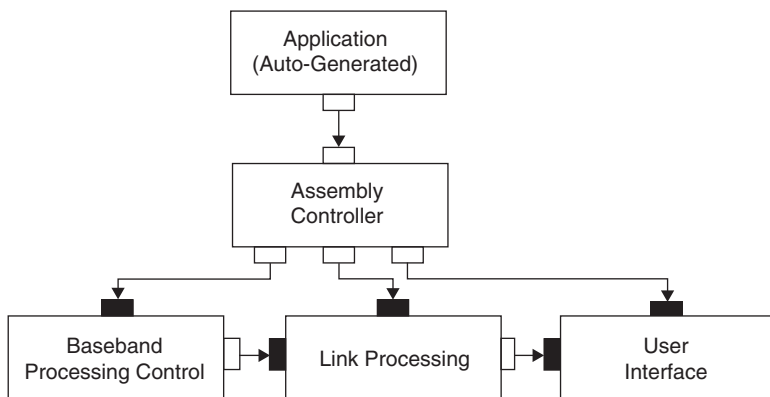 Application
(Auto-Generated)
Assembly
Controller
Baseband
Processing Control
Link Processing
User
Interface